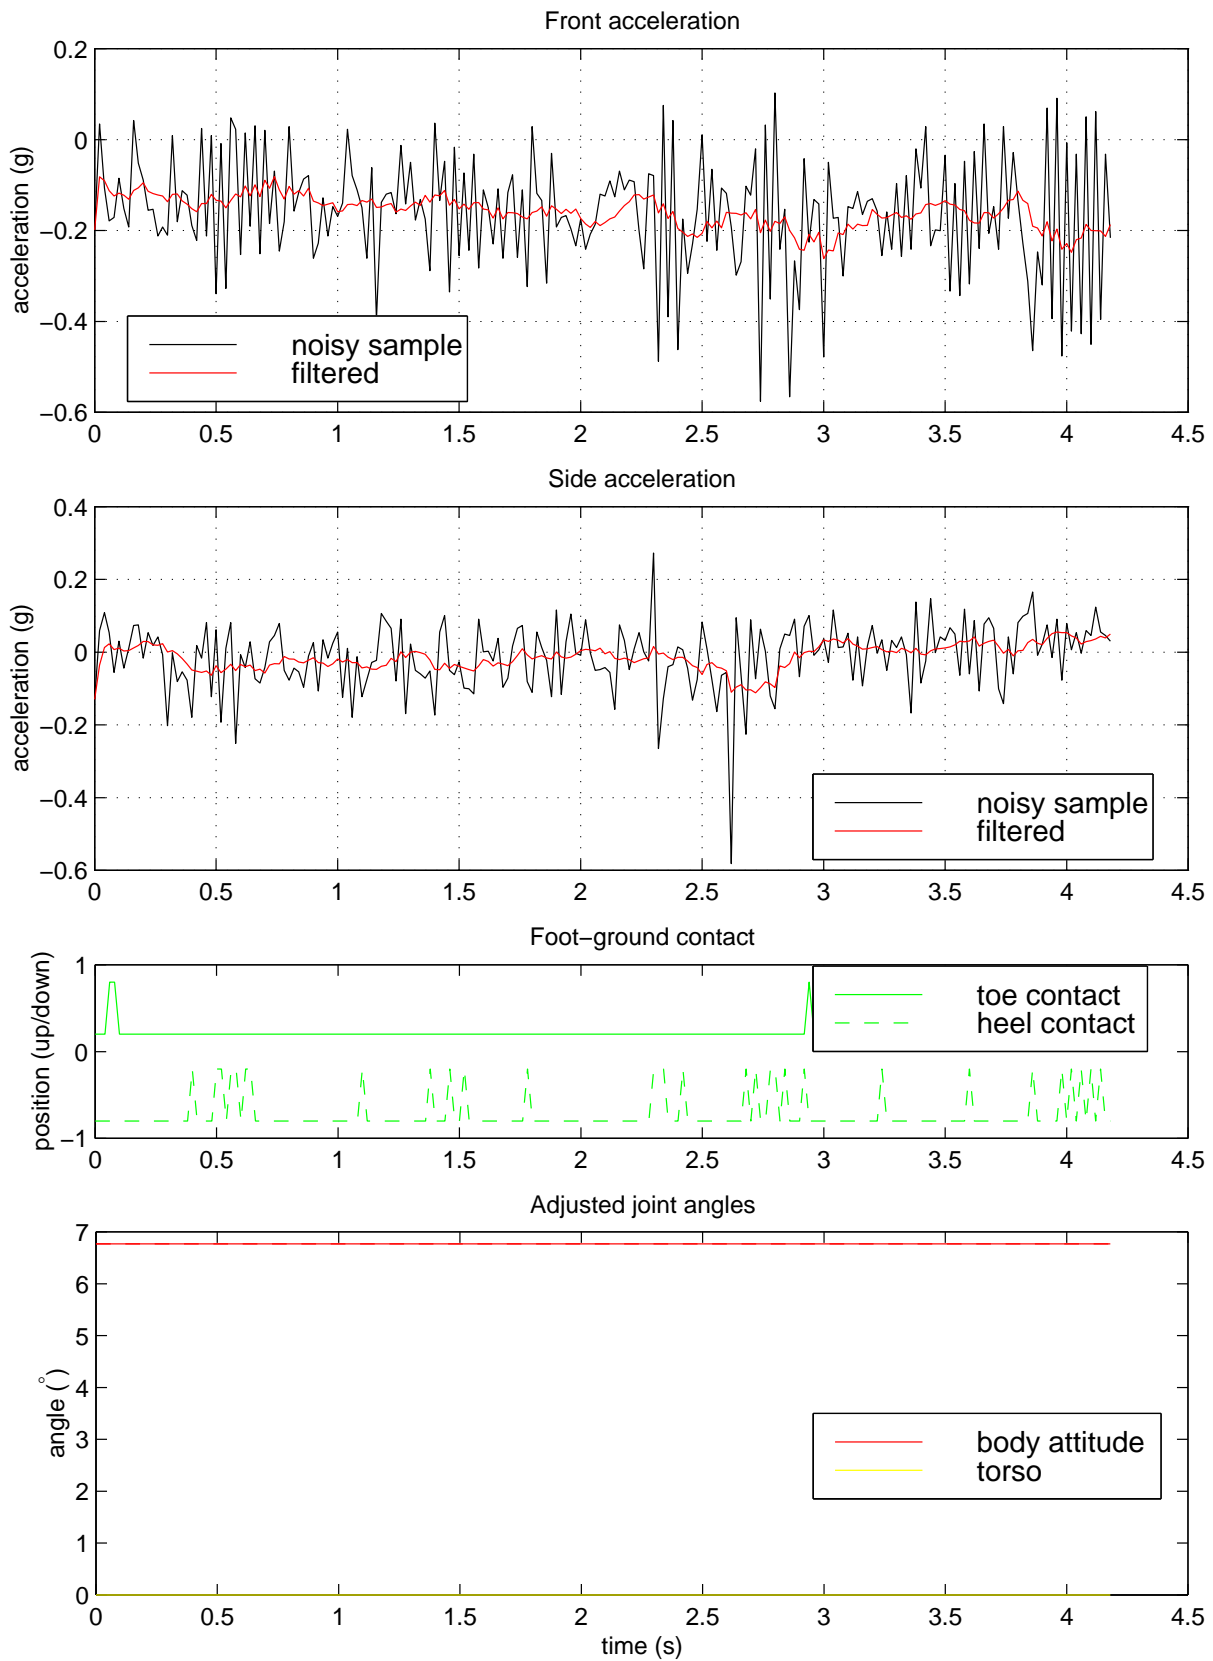 Front acceleration
0.2
0
−0.2
−0.4
−0.6
acceleration (g)
noisy sample
filtered
0 0.5 1 1.5 2 2.5 3 3.5 4 4.5
Side acceleration
0.4
0.2
0
−0.2
−0.4
−0.6
acceleration (g)
noisy sample
filtered
0 0.5 1 1.5 2 2.5 3 3.5 4 4.5
Foot−ground contact
1
0
−1
position (up/down)
toe contact
heel contact
0 0.5 1 1.5 2 2.5 3 3.5 4 4.5
Adjusted joint angles
7
6
5
4
3
2
1
0
angle (°)
body attitude
torso
0 0.5 1 1.5 2 2.5 3 3.5 4 4.5
time (s)